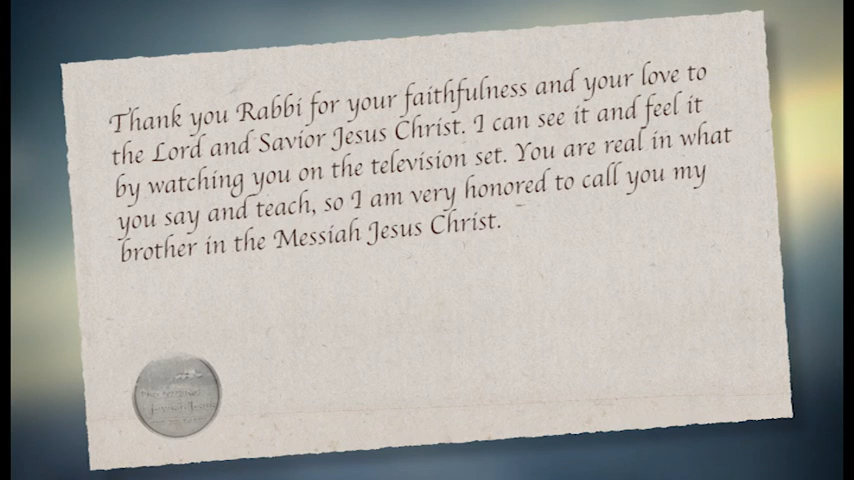 Thank you Rabbi for your faithfulness and your love to
the Lord and Savior Jesus Christ. I can see it and feel it
by watching you on the television set. You are real in what
you say and teach, so I am very honored to call you my
brother in the Messiah Jesus Christ.
Jewish Jesus